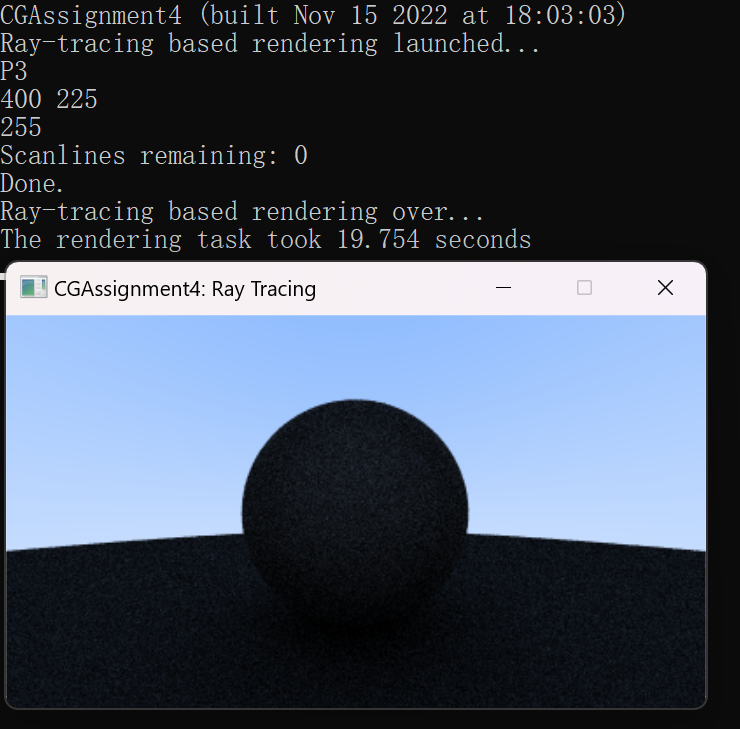 CGAssignment4 (built Nov 15 2022 at 18:03:03)
Ray-tracing based rendering launched...
P3
400 225
255
Scanlines remaining: 0
Done.
Ray-tracing based rendering over...
The rendering task took 19.754 seconds
CGAssignment4: Ray Tracing